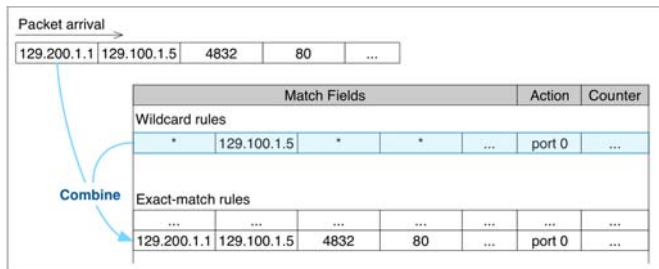 Packet arrival
129.200.1.1 129.100.1.5 4832 80 ...
Match Fields Action Counter
Wildcard rules
* 129.100.1.5 * * ... port 0 ...
Combine
Exact-match rules
... ... ... ... ... ... ...
129.200.1.1 129.100.1.5 4832 80 ... port 0 ...